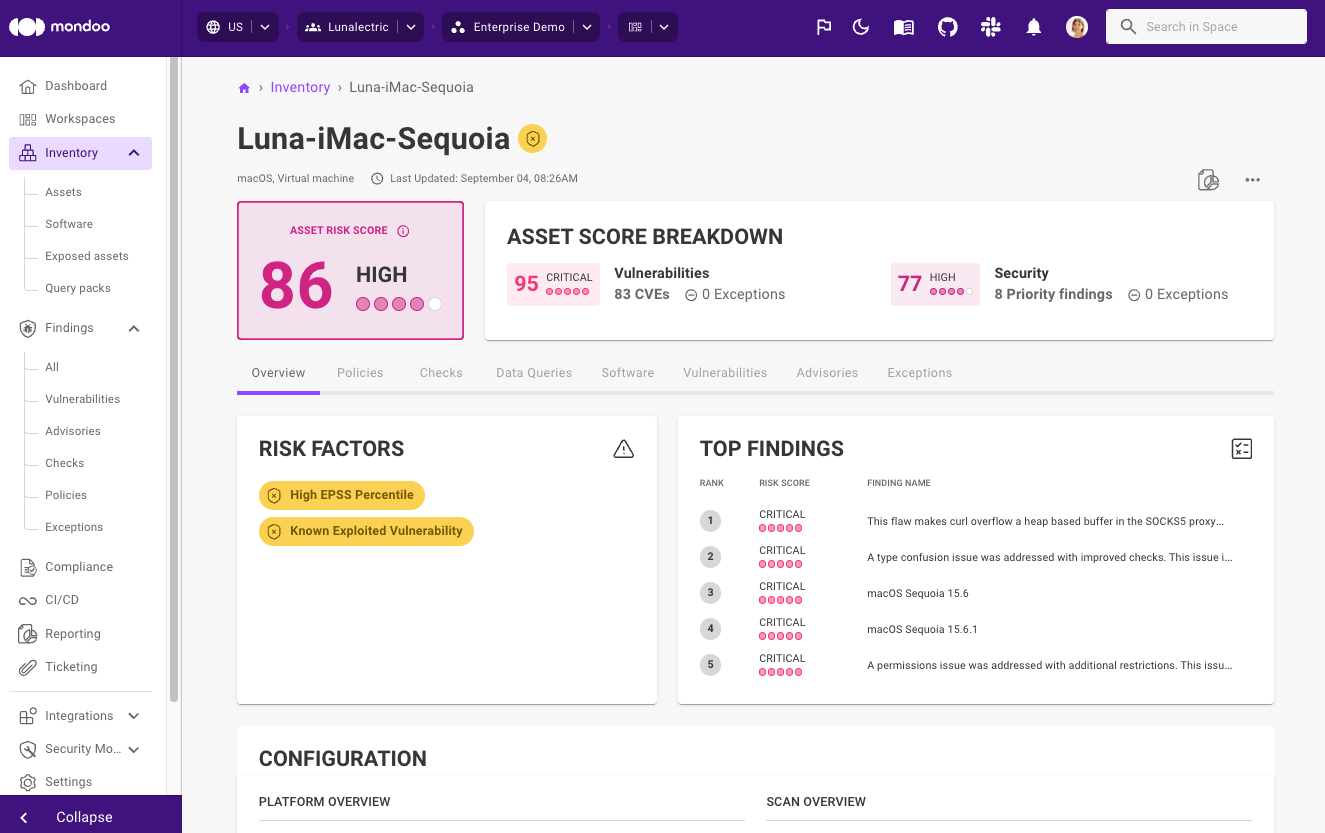 mondoo
US
Lunalectric
Enterprise Demo
Search in Space
Dashboard
Workspaces
Inventory
Assets
Software
Exposed assets
Query packs
Findings
All
Vulnerabilities
Advisories
Checks
Policies
Exceptions
Compliance
CI/CD
Reporting
Ticketing
Integrations
Security Mo...
Settings
Collapse
› Inventory › Luna-iMac-Sequoia
Luna-iMac-Sequoia
macOS, Virtual machine Last Updated: September 04, 08:26AM
ASSET RISK SCORE
86 HIGH
ASSET SCORE BREAKDOWN
95 CRITICAL
Vulnerabilities
83 CVEs 0 Exceptions
77 HIGH
Security
8 Priority findings 0 Exceptions
Overview Policies Checks Data Queries Software Vulnerabilities Advisories Exceptions
RISK FACTORS
High EPSS Percentile
Known Exploited Vulnerability
TOP FINDINGS
RANK RISK SCORE FINDING NAME
1 CRITICAL This flaw makes curl overflow a heap based buffer in the SOCKS5 proxy...
2 CRITICAL A type confusion issue was addressed with improved checks. This issue i...
3 CRITICAL macOS Sequoia 15.6
4 CRITICAL macOS Sequoia 15.6.1
5 CRITICAL A permissions issue was addressed with additional restrictions. This issu...
CONFIGURATION
PLATFORM OVERVIEW
SCAN OVERVIEW